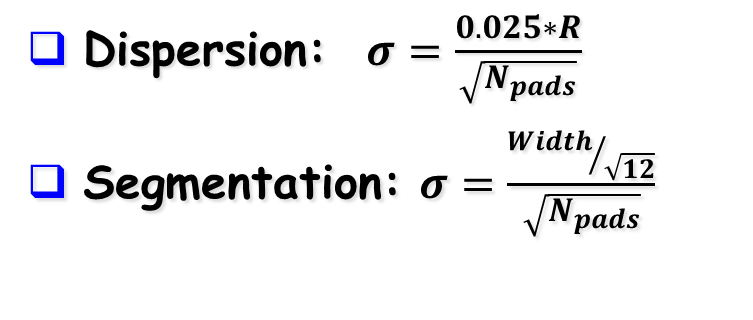 ❑ Dispersion: σ = 0.025*R / √N_pads
❑ Segmentation: σ = (Width/√12) / √N_pads